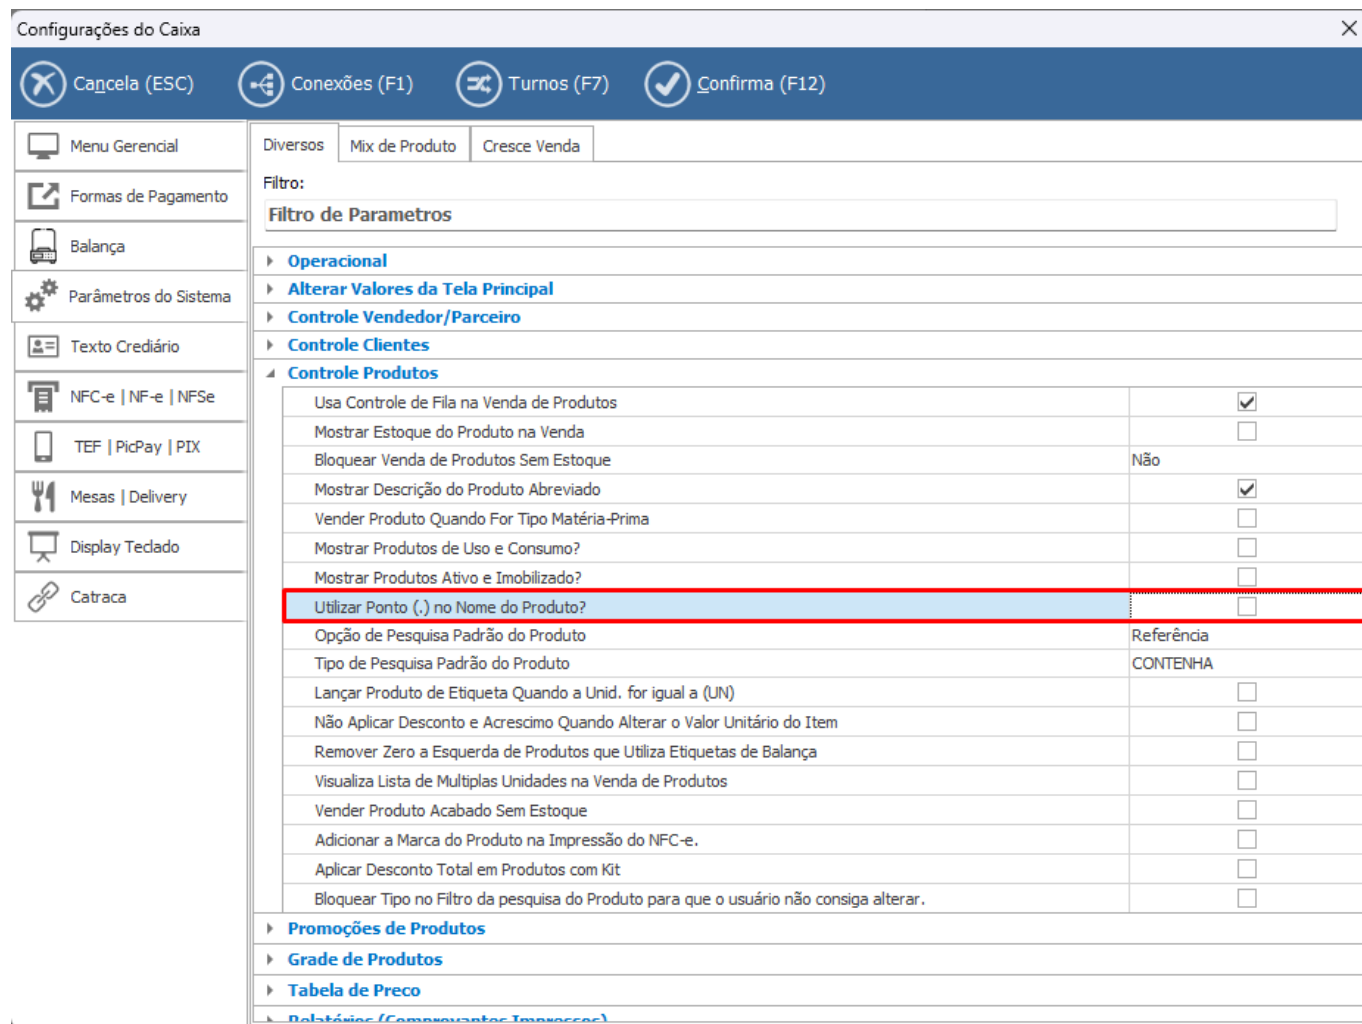 Configurações do Caixa
Cancela (ESC) Conexões (F1) Turnos (F7) Confirma (F12)
Menu Gerencial
Formas de Pagamento
Balança
Parâmetros do Sistema
Texto Crediário
NFC-e | NF-e | NFSe
TEF | PicPay | PIX
Mesas | Delivery
Display Teclado
Catraca
Diversos Mix de Produto Cresce Venda
Filtro:
Filtro de Parametros
Operacional
Alterar Valores da Tela Principal
Controle Vendedor/Parceiro
Controle Clientes
Controle Produtos
Usa Controle de Fila na Venda de Produtos
Mostrar Estoque do Produto na Venda
Bloquear Venda de Produtos Sem Estoque Não
Mostrar Descrição do Produto Abreviado
Vender Produto Quando For Tipo Matéria-Prima
Mostrar Produtos de Uso e Consumo?
Mostrar Produtos Ativo e Imobilizado?
Utilizar Ponto (.) no Nome do Produto?
Opção de Pesquisa Padrão do Produto Referência
Tipo de Pesquisa Padrão do Produto CONTENHA
Lançar Produto de Etiqueta Quando a Unid. for igual a (UN)
Não Aplicar Desconto e Acrescimo Quando Alterar o Valor Unitário do Item
Remover Zero a Esquerda de Produtos que Utiliza Etiquetas de Balança
Visualiza Lista de Multiplas Unidades na Venda de Produtos
Vender Produto Acabado Sem Estoque
Adicionar a Marca do Produto na Impressão do NFC-e.
Aplicar Desconto Total em Produtos com Kit
Bloquear Tipo no Filtro da pesquisa do Produto para que o usuário não consiga alterar.
Promoções de Produtos
Grade de Produtos
Tabela de Preco
Relatórios (Comprovantes Impressos)